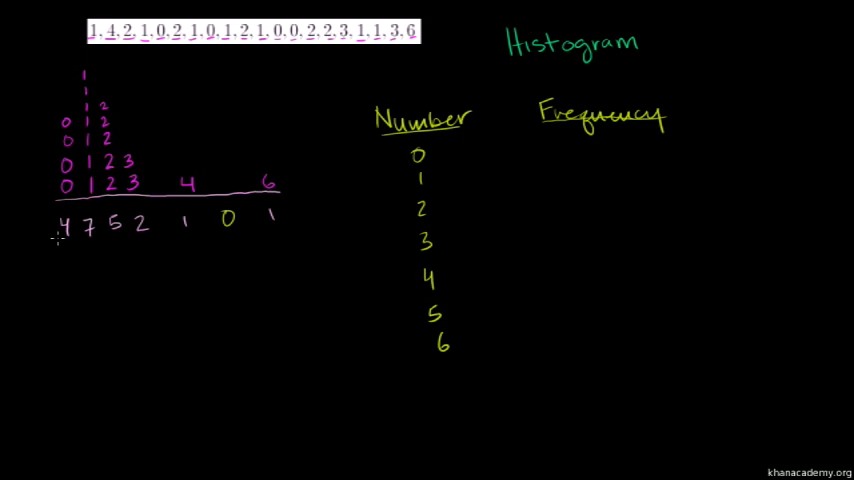 1,4,2,1,0,2,1,0,1,2,1,0,0,2,2,3,1,1,3,6
Histogram
1
1
1 2
0 1 2
0 1 2
0 1 2 3
0 1 2 3 4 6
4 7 5 2 1 0 1
Number Frequency
0
1
2
3
4
5
6
khanacademy.org